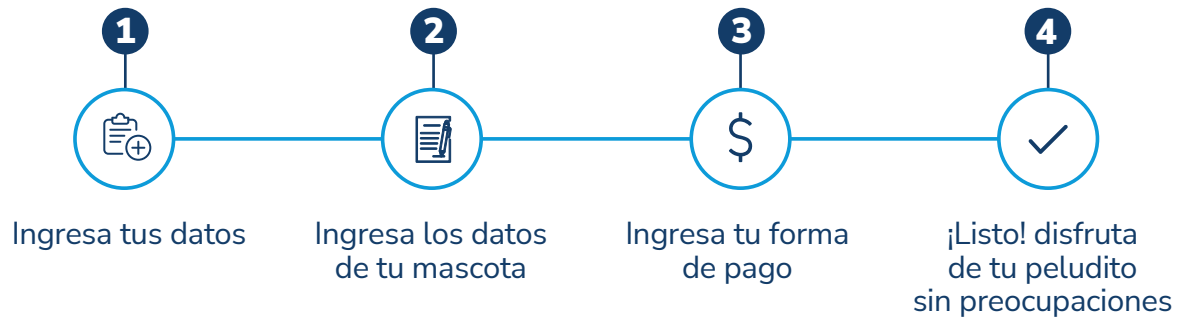 1
2
3
4
Ingresa tus datos
Ingresa los datos
de tu mascota
Ingresa tu forma
de pago
¡Listo! disfruta
de tu peludito
sin preocupaciones